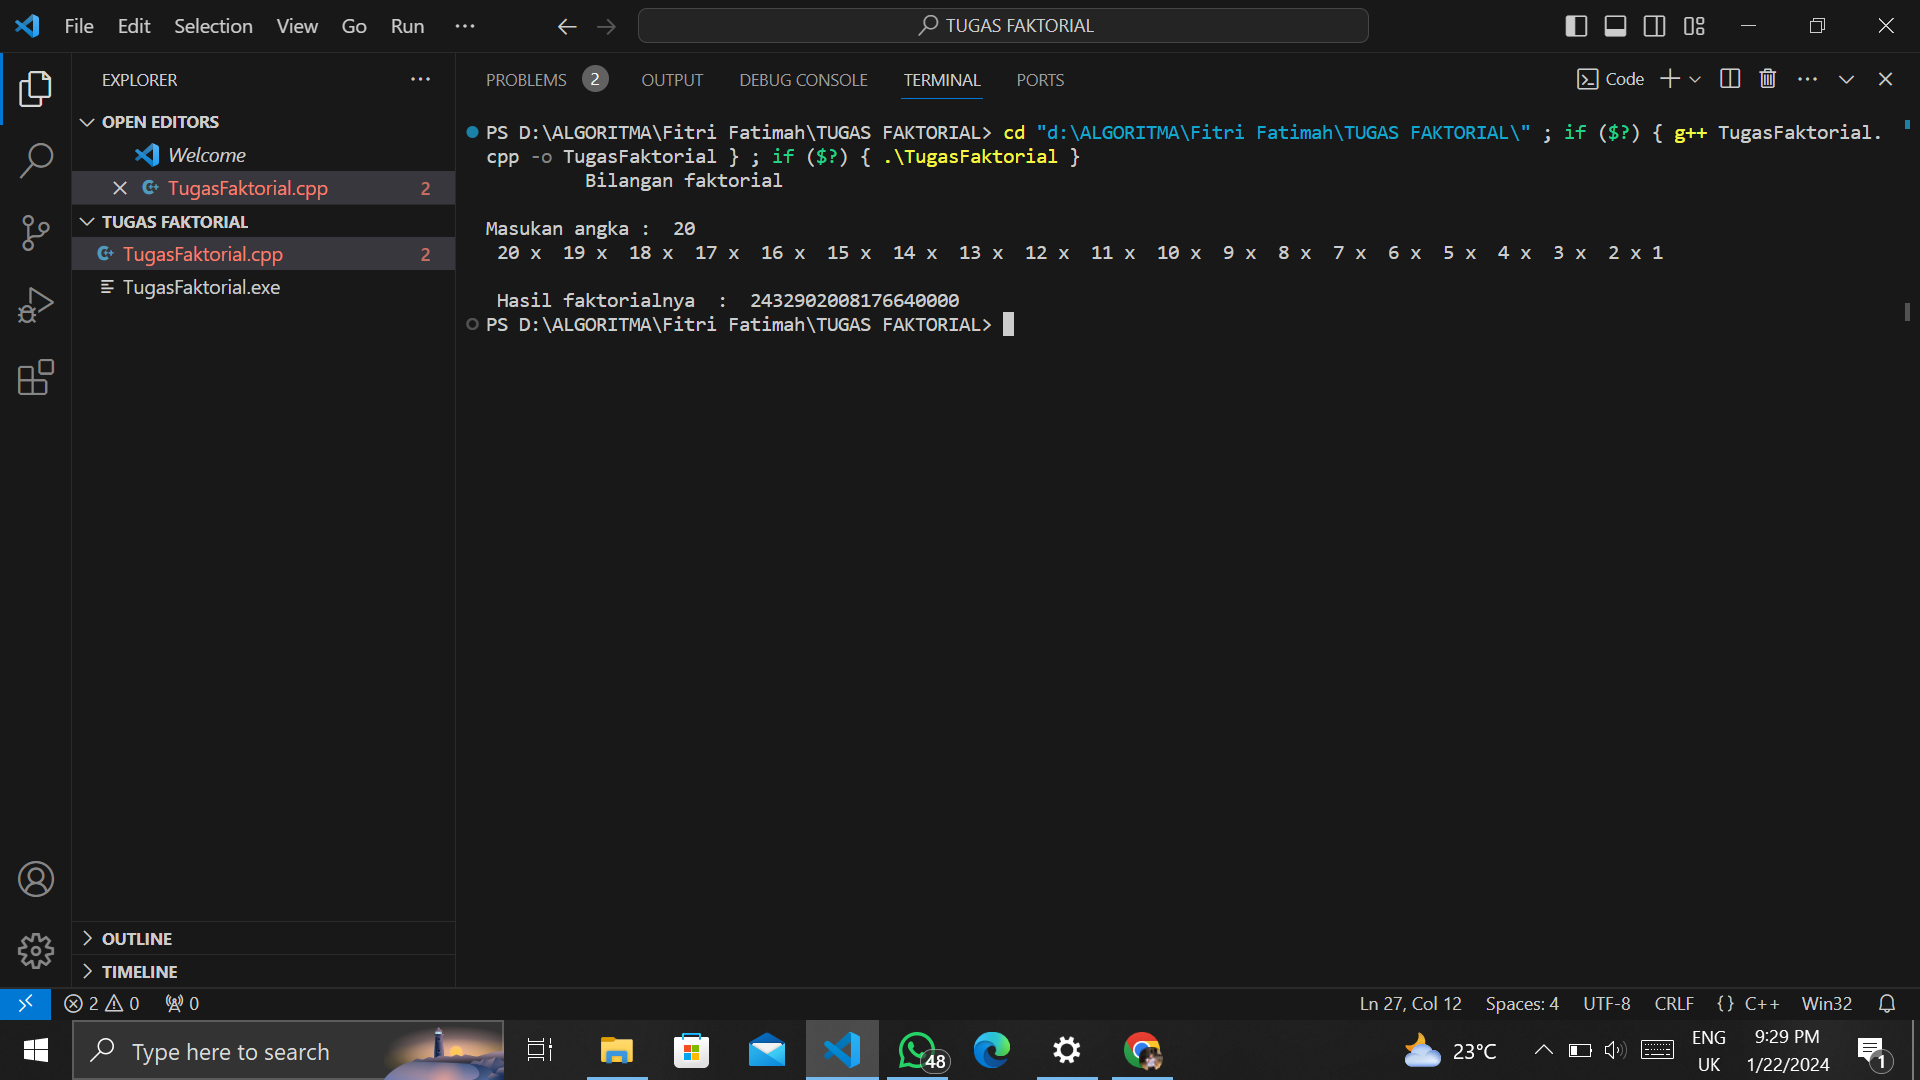 File Edit Selection View Go Run ···
TUGAS FAKTORIAL
EXPLORER
OPEN EDITORS
Welcome
TugasFaktorial.cpp 2
TUGAS FAKTORIAL
TugasFaktorial.cpp 2
TugasFaktorial.exe
OUTLINE
TIMELINE
PROBLEMS 2 OUTPUT DEBUG CONSOLE TERMINAL PORTS
Code
PS D:\ALGORITMA\Fitri Fatimah\TUGAS FAKTORIAL> cd "d:\ALGORITMA\Fitri Fatimah\TUGAS FAKTORIAL\" ; if ($?) { g++ TugasFaktorial.
cpp -o TugasFaktorial } ; if ($?) { .\TugasFaktorial }
Bilangan faktorial
Masukan angka :  20
20 x  19 x  18 x  17 x  16 x  15 x  14 x  13 x  12 x  11 x  10 x  9 x  8 x  7 x  6 x  5 x  4 x  3 x  2 x 1
Hasil faktorialnya  :  2432902008176640000
PS D:\ALGORITMA\Fitri Fatimah\TUGAS FAKTORIAL>
2 0 0
Ln 27, Col 12 Spaces: 4 UTF-8 CRLF {} C++ Win32
Type here to search
48
23°C
ENG
UK
9:29 PM
1/22/2024
1